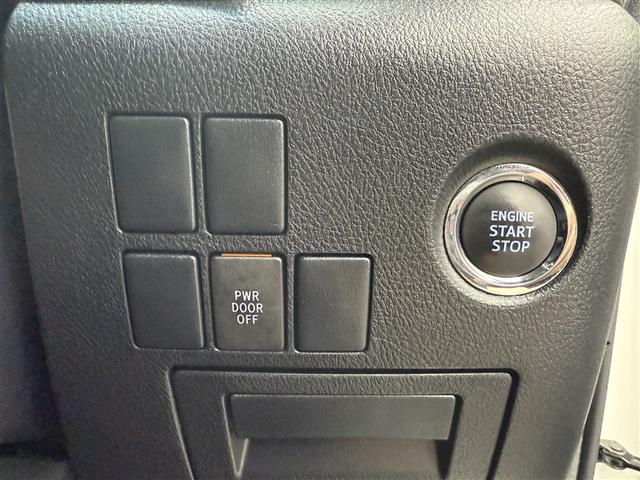 ENGINE
START
STOP
PWR
DOOR
OFF